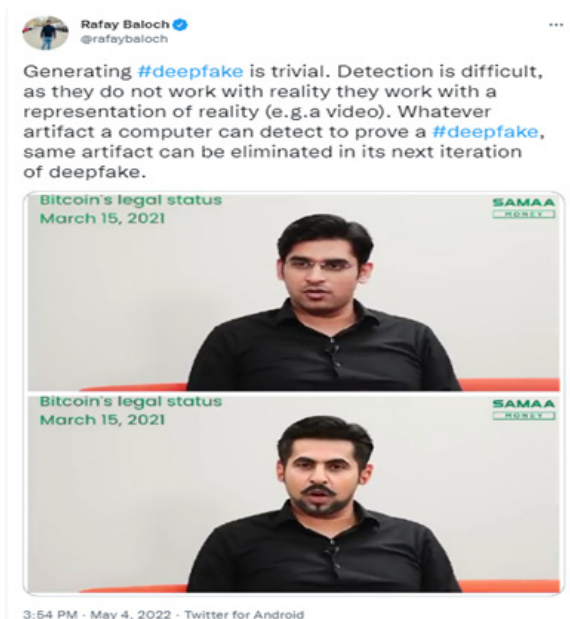 Rafay Baloch
@rafaybaloch
Generating #deepfake is trivial. Detection is difficult,
as they do not work with reality they work with a
representation of reality (e.g.a video). Whatever
artifact a computer can detect to prove a #deepfake,
same artifact can be eliminated in its next iteration
of deepfake.
Bitcoin's legal status
March 15, 2021
SAMAA
MONEY
Bitcoin's legal status
March 15, 2021
SAMAA
MONEY
3:54 PM · May 4, 2022 · Twitter for Android